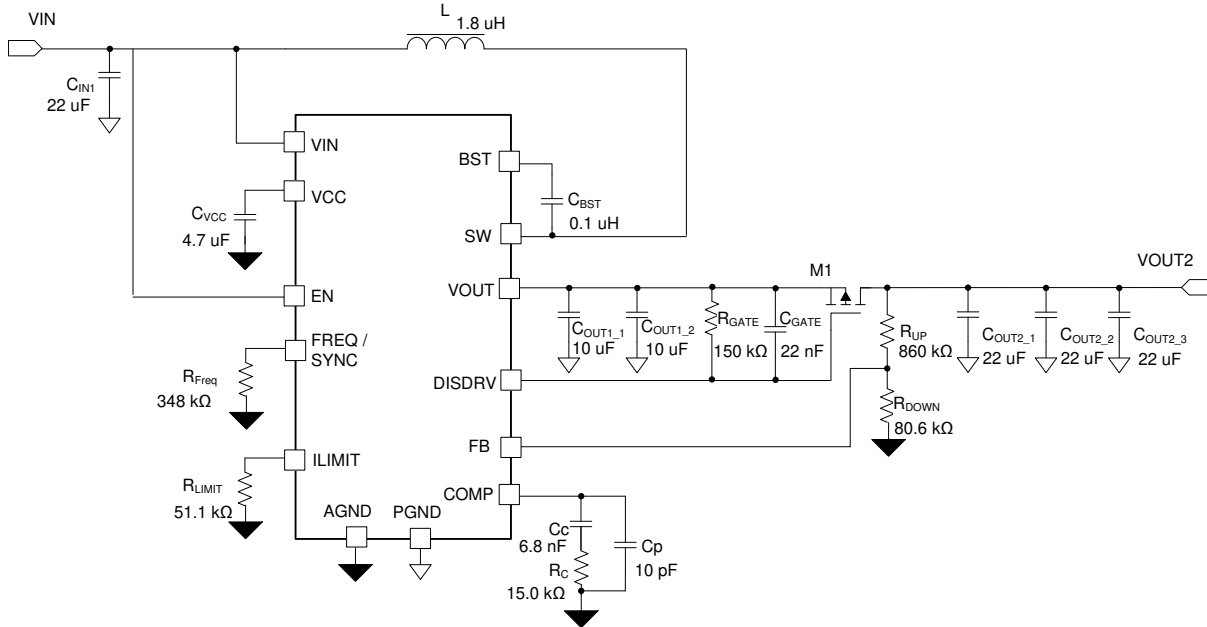 VIN
L
1.8 uH
C_IN1
22 uF
VIN
VCC
C_VCC
4.7 uF
EN
FREQ /
SYNC
R_Freq
348 kΩ
ILIMIT
R_LIMIT
51.1 kΩ
AGND
PGND
BST
C_BST
0.1 uH
SW
VOUT
DISDRV
FB
COMP
C_OUT1_1
10 uF
C_OUT1_2
10 uF
R_GATE
150 kΩ
C_GATE
22 nF
M1
VOUT2
R_UP
860 kΩ
R_DOWN
80.6 kΩ
C_OUT2_1
22 uF
C_OUT2_2
22 uF
C_OUT2_3
22 uF
Cc
6.8 nF
R_C
15.0 kΩ
Cp
10 pF